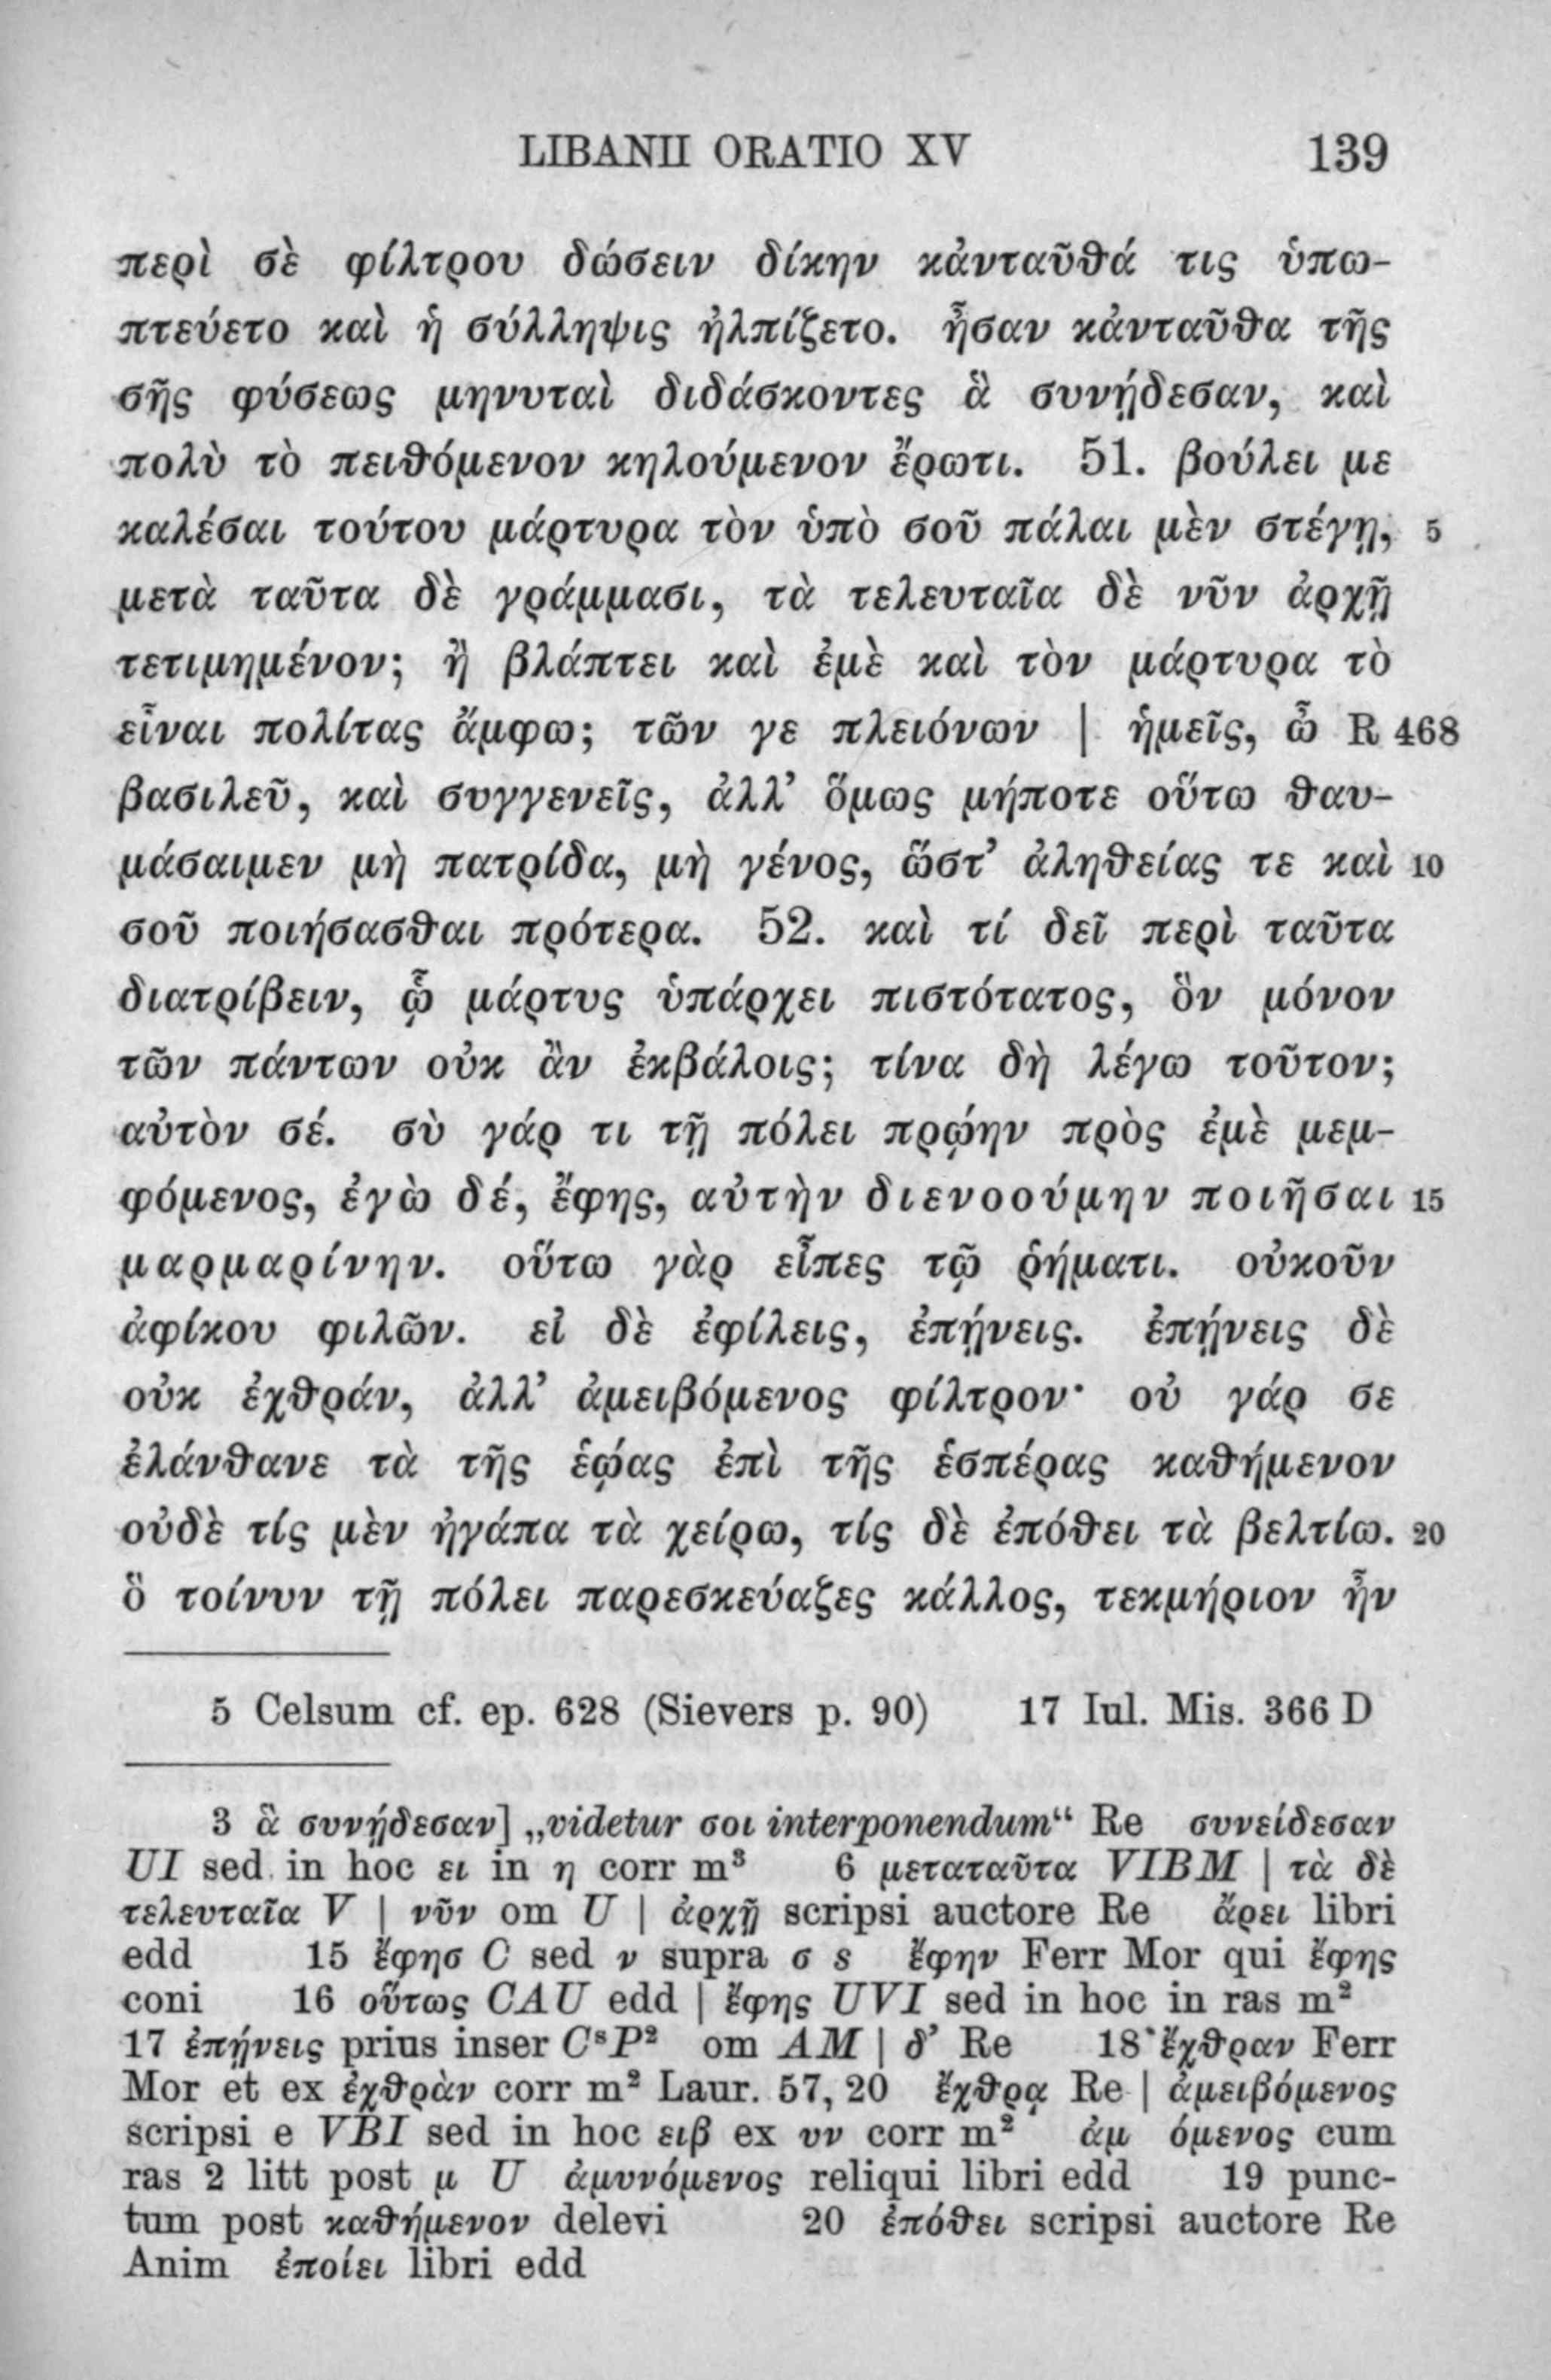 LIBANII ORATIO XV 139
περὶ σὲ φίλτρου δώσειν δίκην κἀνταῦθά τις ὑπω-
πτεύετο καὶ ἡ σύλληψις ἠλπίζετο. ἦσαν κἀνταῦθα τῆς
σῆς φύσεως μηνυταὶ διδάσκοντες ἃ συνῄδεσαν, καὶ
πολὺ τὸ πειθόμενον κηλούμενον ἔρωτι. 51. βούλει με
καλέσαι τούτου μάρτυρα τὸν ὑπὸ σοῦ πάλαι μὲν στέγῃ, 5
μετὰ ταῦτα δὲ γράμμασι, τὰ τελευταῖα δὲ νῦν ἀρχῇ
τετιμημένον; ἢ βλάπτει καὶ ἐμὲ καὶ τὸν μάρτυρα τὸ
εἶναι πολίτας ἄμφω; τῶν γε πλειόνων | ἡμεῖς, ὦ R 468
βασιλεῦ, καὶ συγγενεῖς, ἀλλ’ ὅμως μήποτε οὕτω θαυ-
μάσαιμεν μὴ πατρίδα, μὴ γένος, ὥστ’ ἀληθείας τε καὶ 10
σοῦ ποιήσασθαι πρότερα. 52. καὶ τί δεῖ περὶ ταῦτα
διατρίβειν, ᾧ μάρτυς ὑπάρχει πιστότατος, ὃν μόνον
τῶν πάντων οὐκ ἂν ἐκβάλοις; τίνα δὴ λέγω τοῦτον;
αὐτὸν σέ. σὺ γάρ τι τῇ πόλει πρῴην πρὸς ἐμὲ μεμ-
φόμενος, ἐγὼ δέ, ἔφης, αὐτὴν διενοούμην ποιῆσαι 15
μαρμαρίνην. οὕτω γὰρ εἶπες τῷ ῥήματι. οὐκοῦν
ἀφίκου φιλῶν. εἰ δὲ ἐφίλεις, ἐπῄνεις. ἐπῄνεις δὲ
οὐκ ἐχθράν, ἀλλ’ ἀμειβόμενος φίλτρον· οὐ γάρ σε
ἐλάνθανε τὰ τῆς ἑῴας ἐπὶ τῆς ἑσπέρας καθήμενον
οὐδὲ τίς μὲν ἠγάπα τὰ χείρω, τίς δὲ ἐπόθει τὰ βελτίω. 20
ὃ τοίνυν τῇ πόλει παρεσκεύαζες κάλλος, τεκμήριον ἦν
5 Celsum cf. ep. 628 (Sievers p. 90) 17 Iul. Mis. 366 D
3 ἃ συνῄδεσαν] „videtur σοι interponendum“ Re συνείδεσαν
UI sed in hoc ει in η corr m³ 6 μεταταῦτα VIBM | τὰ δὲ
τελευταῖα V | νῦν om U | ἀρχῇ scripsi auctore Re ἄρει libri
edd 15 ἔφησ C sed ν supra σ s ἔφην Ferr Mor qui ἔφης
coni 16 οὕτως CAU edd | ἔφης UVI sed in hoc in ras m²
17 ἐπῄνεις prius inser CˢP² om AM | δ’ Re 18 ἔχθραν Ferr
Mor et ex ἐχθρὰν corr m² Laur. 57, 20 ἔχθρᾳ Re | ἀμειβόμενος
scripsi e VBI sed in hoc ειβ ex υν corr m² ἀμ όμενος cum
ras 2 litt post μ U ἀμυνόμενος reliqui libri edd 19 punc-
tum post καθήμενον delevi 20 ἐπόθει scripsi auctore Re
Anim ἐποίει libri edd